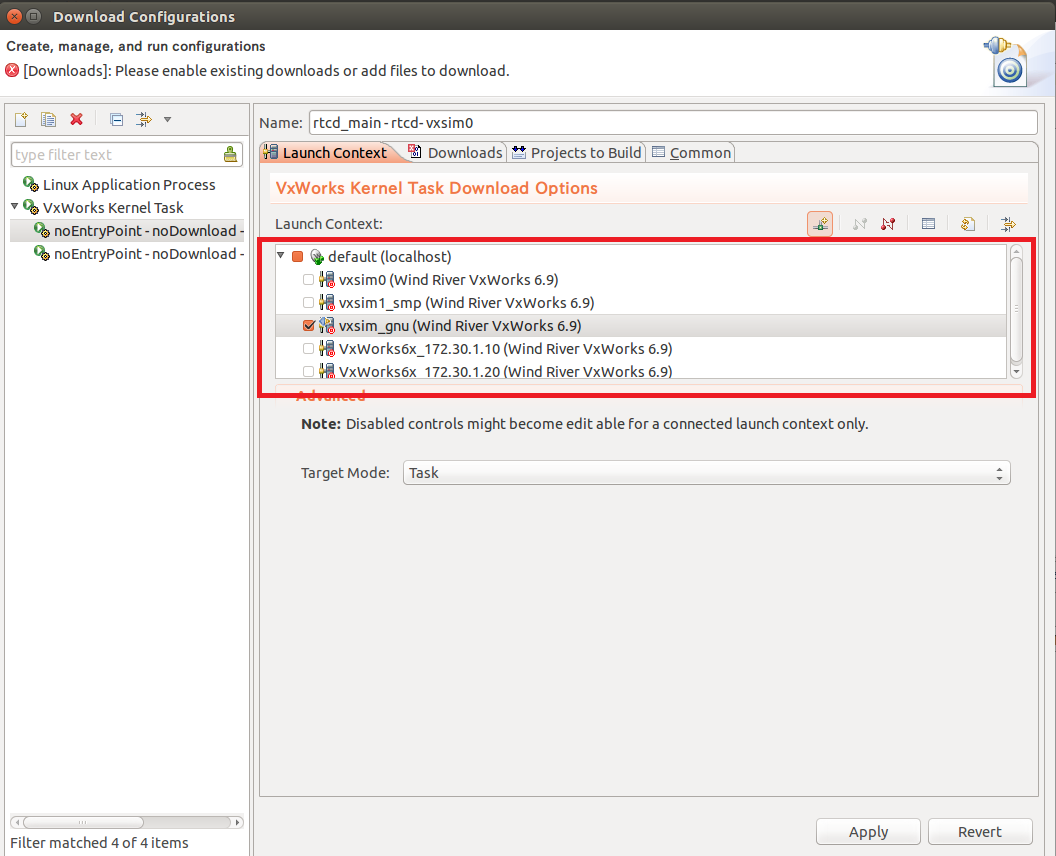 Download Configurations
Create, manage, and run configurations
[Downloads]: Please enable existing downloads or add files to download.
type filter text
Linux Application Process
VxWorks Kernel Task
noEntryPoint - noDownload -
noEntryPoint - noDownload -
Filter matched 4 of 4 items
Name: rtcd_main - rtcd- vxsim0
Launch Context Downloads Projects to Build Common
VxWorks Kernel Task Download Options
Launch Context:
default (localhost)
vxsim0 (Wind River VxWorks 6.9)
vxsim1_smp (Wind River VxWorks 6.9)
vxsim_gnu (Wind River VxWorks 6.9)
VxWorks6x_172.30.1.10 (Wind River VxWorks 6.9)
VxWorks6x_172.30.1.20 (Wind River VxWorks 6.9)
Advanced
Note: Disabled controls might become edit able for a connected launch context only.
Target Mode: Task
Apply Revert